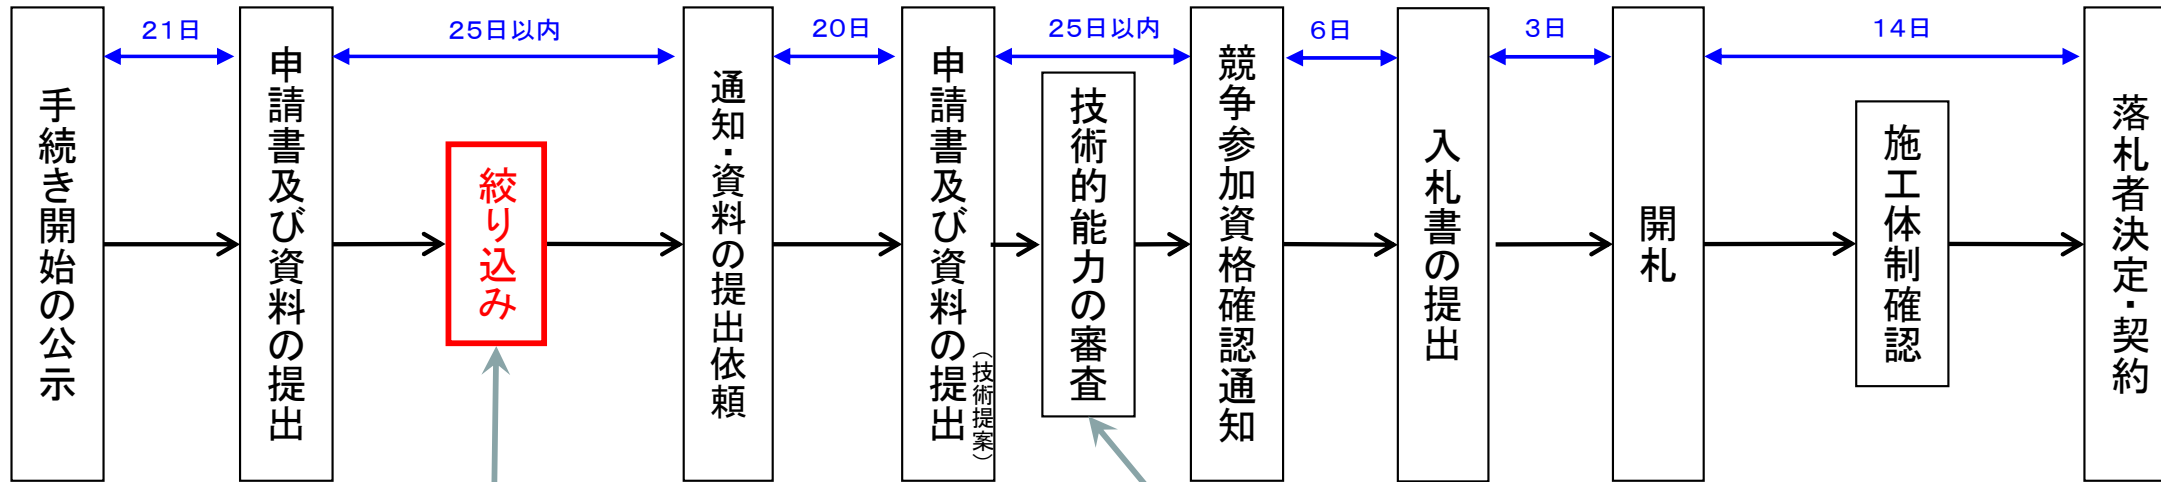 21日
25日以内
20日
25日以内
6日
3日
14日
手続き開始の公示
申請書及び資料の提出
絞り込み
通知・資料の提出依頼
申請書及び資料の提出
（技術提案）
技術的能力の審査
競争参加資格確認通知
入札書の提出
開札
施工体制確認
落札者決定・契約